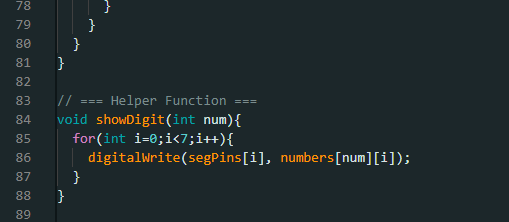 78 }
79 }
80 }
81 }
82
83 // === Helper Function ===
84 void showDigit(int num){
85 for(int i=0;i<7;i++){
86 digitalWrite(segPins[i], numbers[num][i]);
87 }
88 }
89